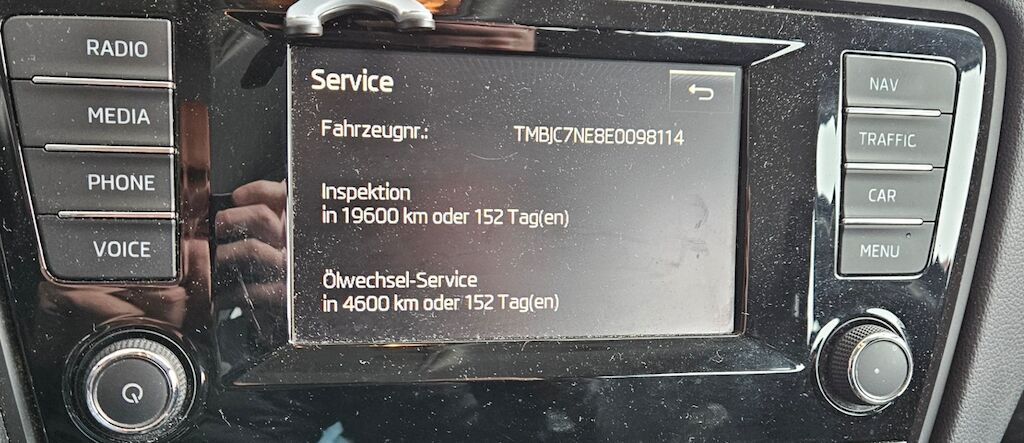 RADIO
MEDIA
PHONE
VOICE
Service
Fahrzeugnr.: TMBJC7NE8E0098114
Inspektion
in 19600 km oder 152 Tag(en)
Ölwechsel-Service
in 4600 km oder 152 Tag(en)
NAV
TRAFFIC
CAR
MENU